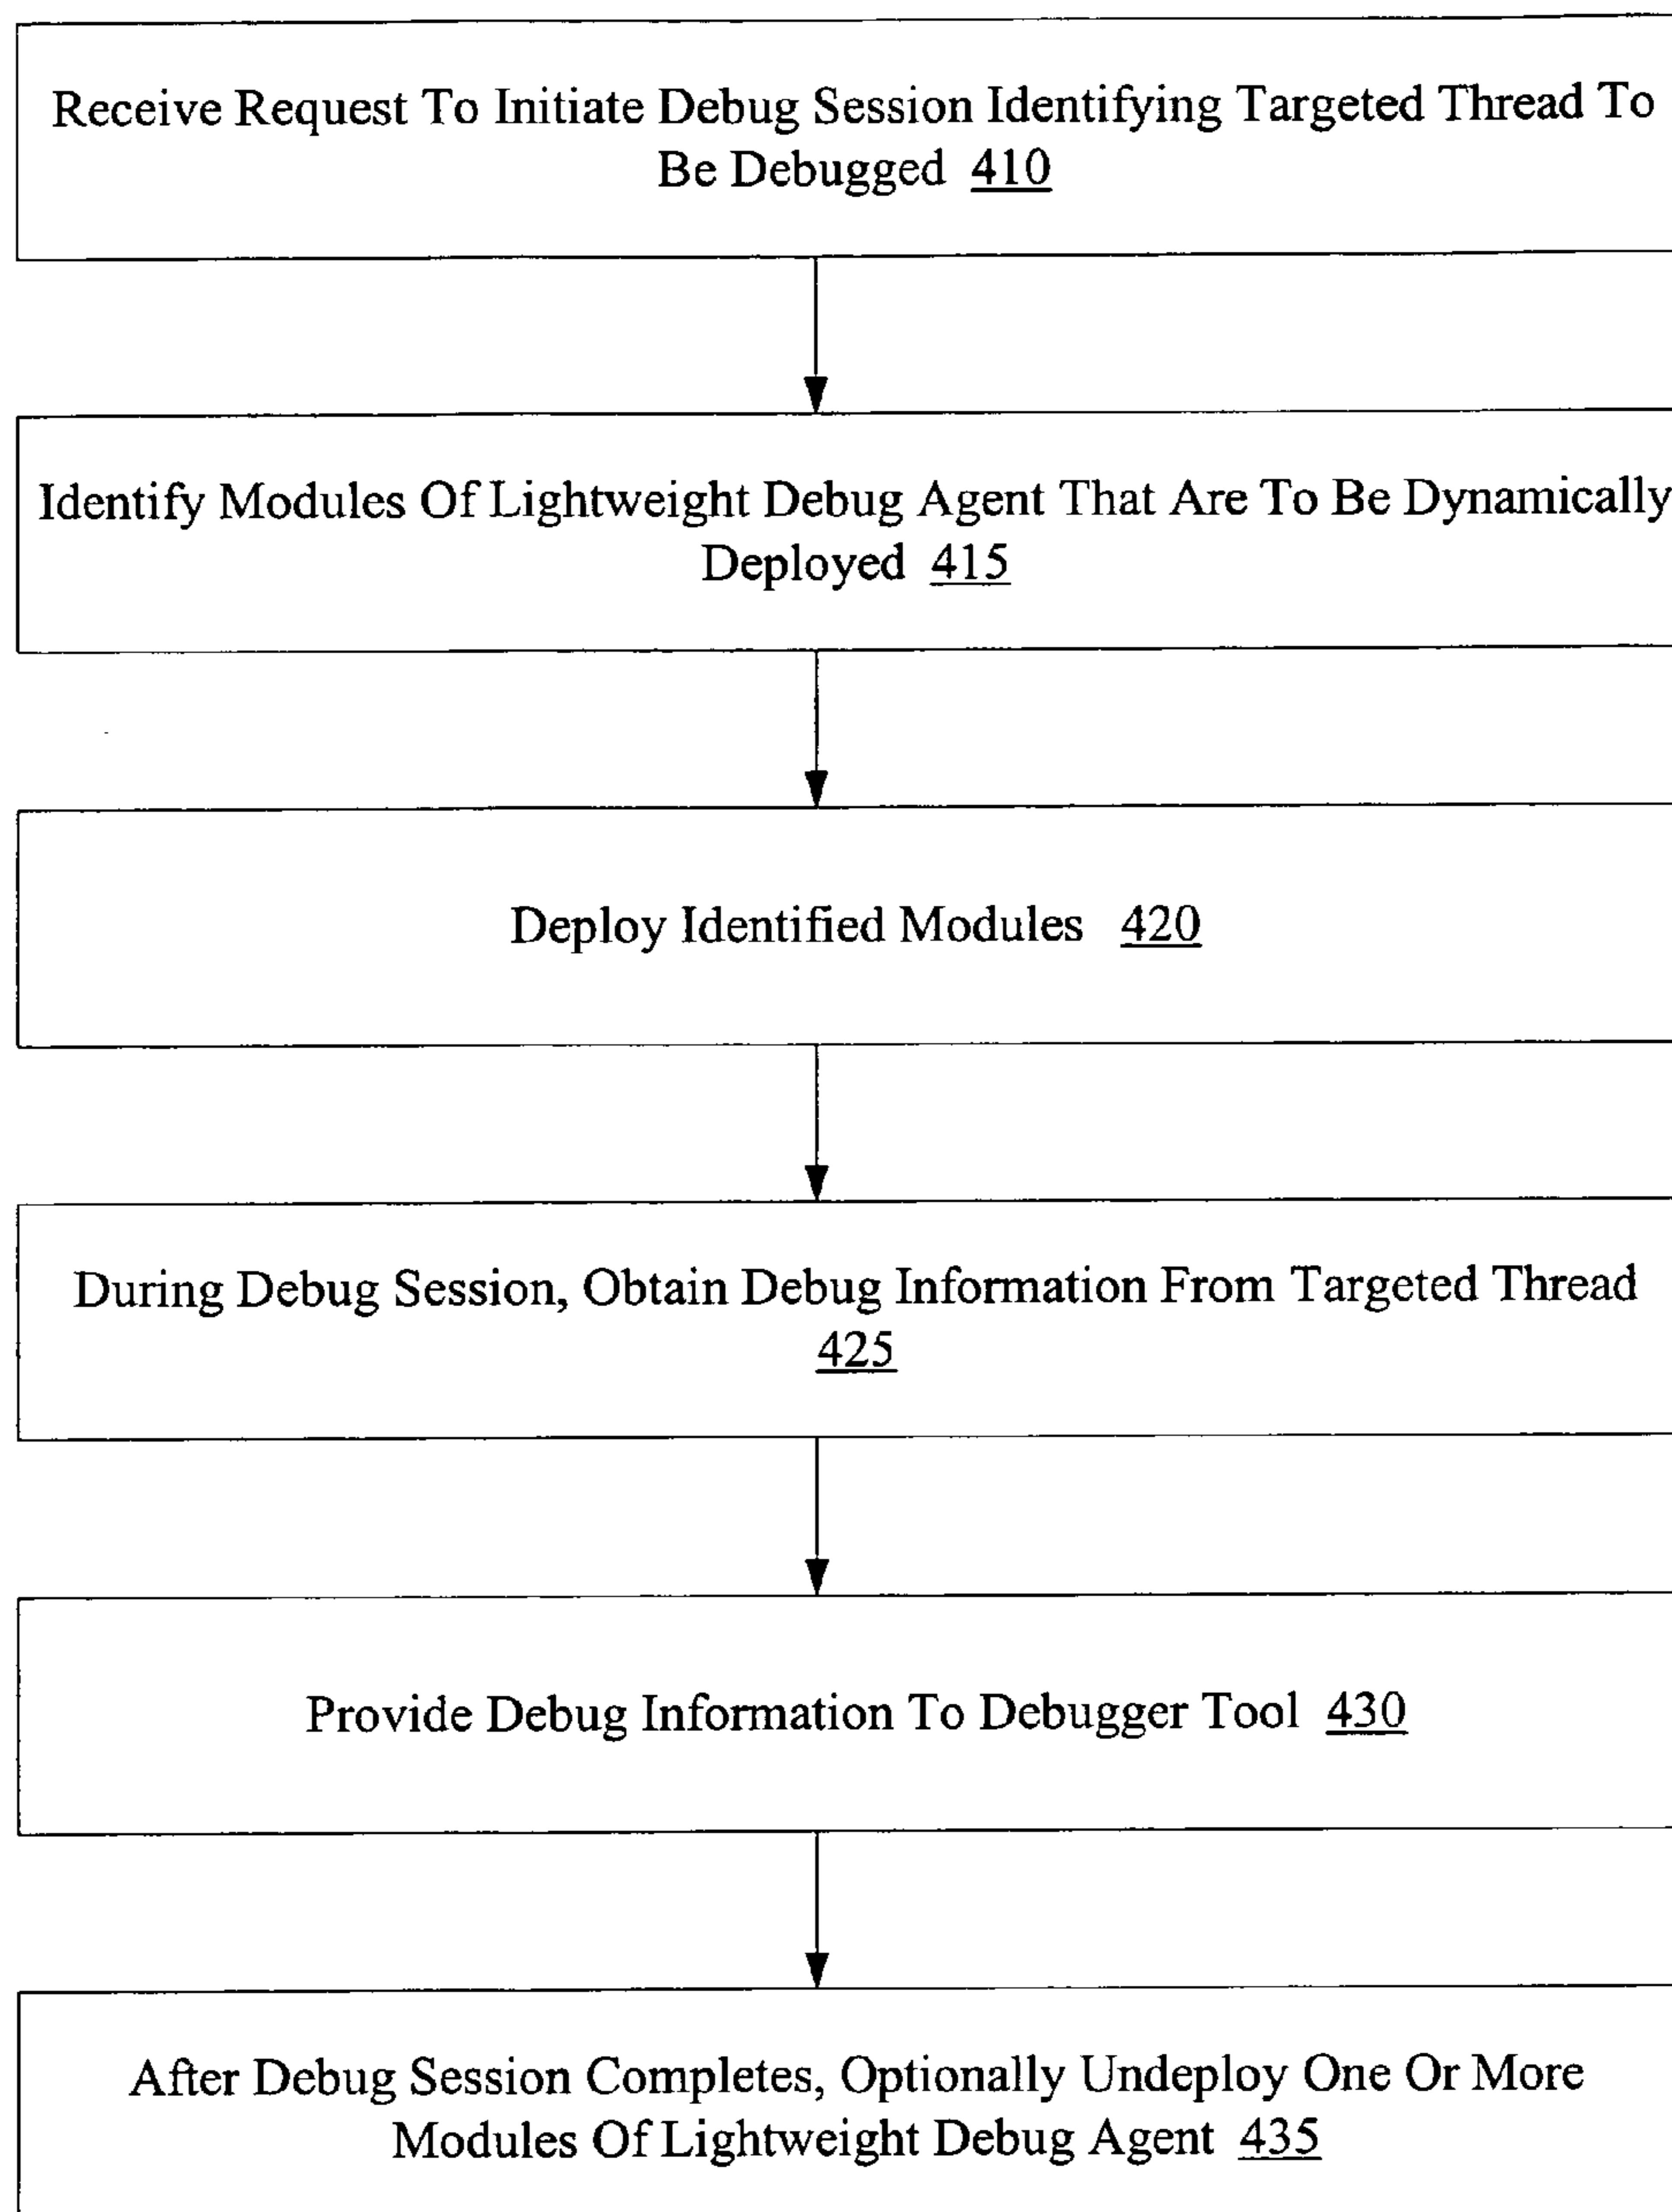 Receive Request To Initiate Debug Session Identifying Targeted Thread To
Be Debugged 410
Identify Modules Of Lightweight Debug Agent That Are To Be Dynamically
Deployed 415
Deploy Identified Modules 420
During Debug Session, Obtain Debug Information From Targeted Thread
425
Provide Debug Information To Debugger Tool 430
After Debug Session Completes, Optionally Undeploy One Or More
Modules Of Lightweight Debug Agent 435